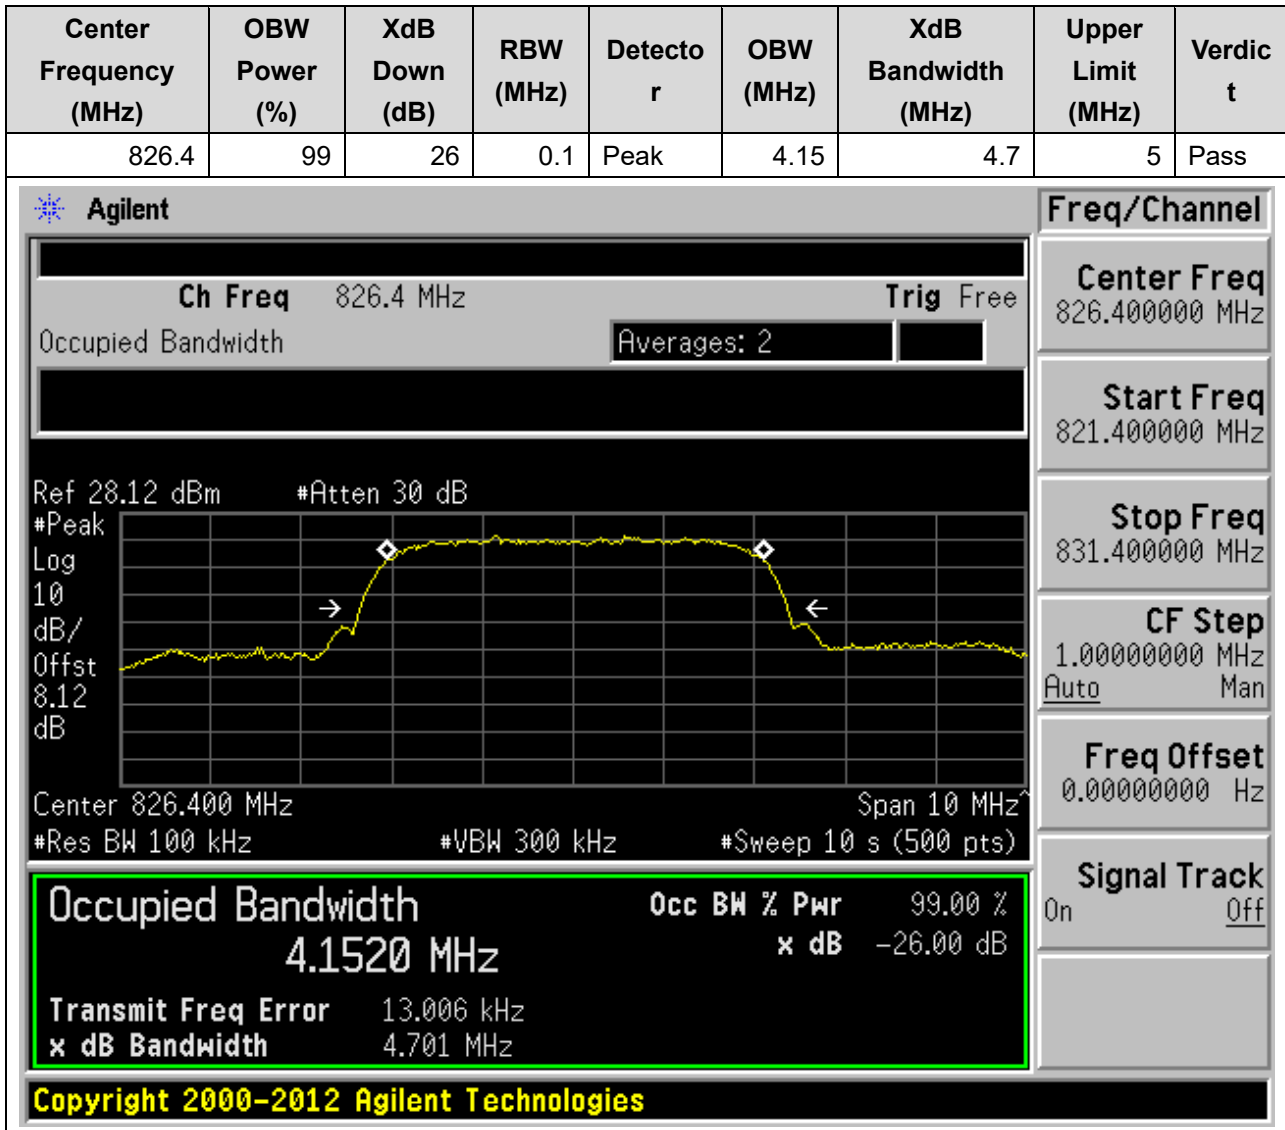 Center Frequency (MHz) OBW Power (%) XdB Down (dB) RBW (MHz) Detecto r OBW (MHz) XdB Bandwidth (MHz) Upper Limit (MHz) Verdic t
826.4 99 26 0.1 Peak 4.15 4.7 5 Pass
Agilent
Freq/Channel
Ch Freq 826.4 MHz Trig Free
Occupied Bandwidth Averages: 2
Ref 28.12 dBm #Atten 30 dB
#Peak
Log
10
dB/
Offst
8.12
dB
Center 826.400 MHz Span 10 MHz^
#Res BW 100 kHz #VBW 300 kHz #Sweep 10 s (500 pts)
Occupied Bandwidth Occ BW % Pwr 99.00 %
4.1520 MHz x dB -26.00 dB
Transmit Freq Error 13.006 kHz
x dB Bandwidth 4.701 MHz
Center Freq
826.400000 MHz
Start Freq
821.400000 MHz
Stop Freq
831.400000 MHz
CF Step
1.00000000 MHz
Auto Man
Freq Offset
0.00000000 Hz
Signal Track
On Off
Copyright 2000-2012 Agilent Technologies